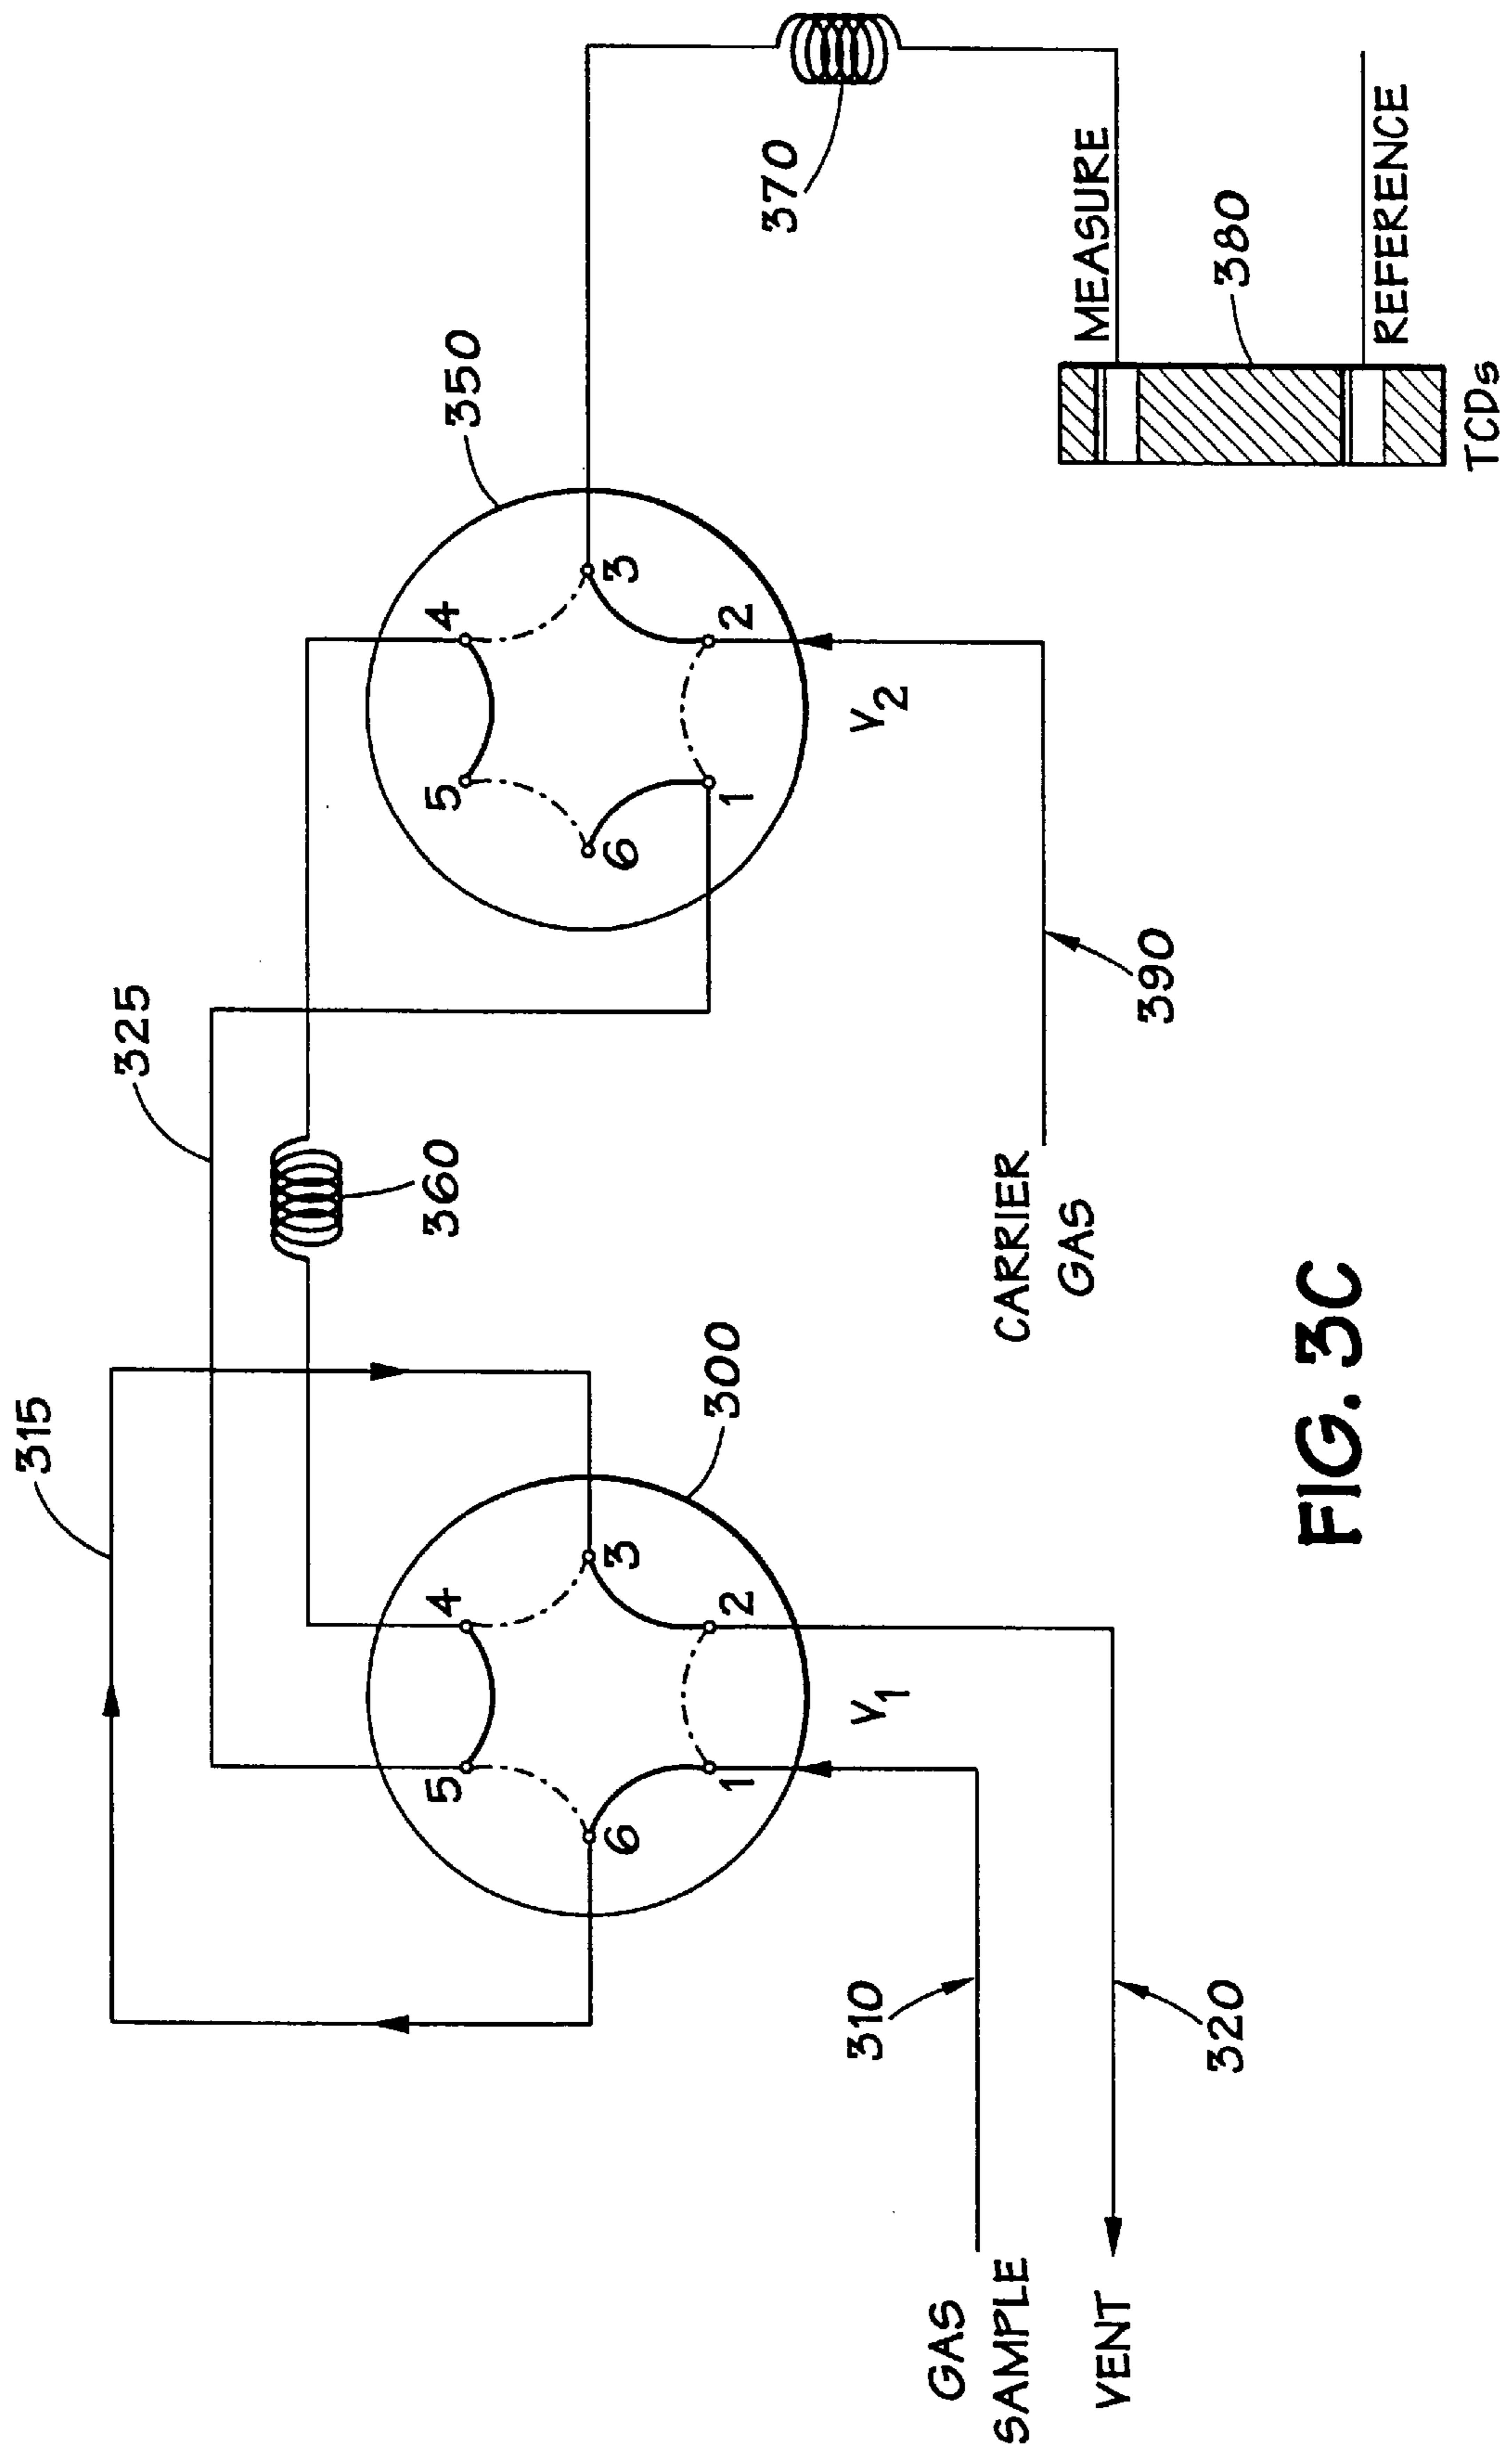 315
325
360
5
4
6
3
1
2
V1
300
5
4
6
3
1
2
V2
350
370
310
GAS
SAMPLE
320
VENT
CARRIER
GAS
390
MEASURE
380
REFERENCE
TCDs
FIG. 3C